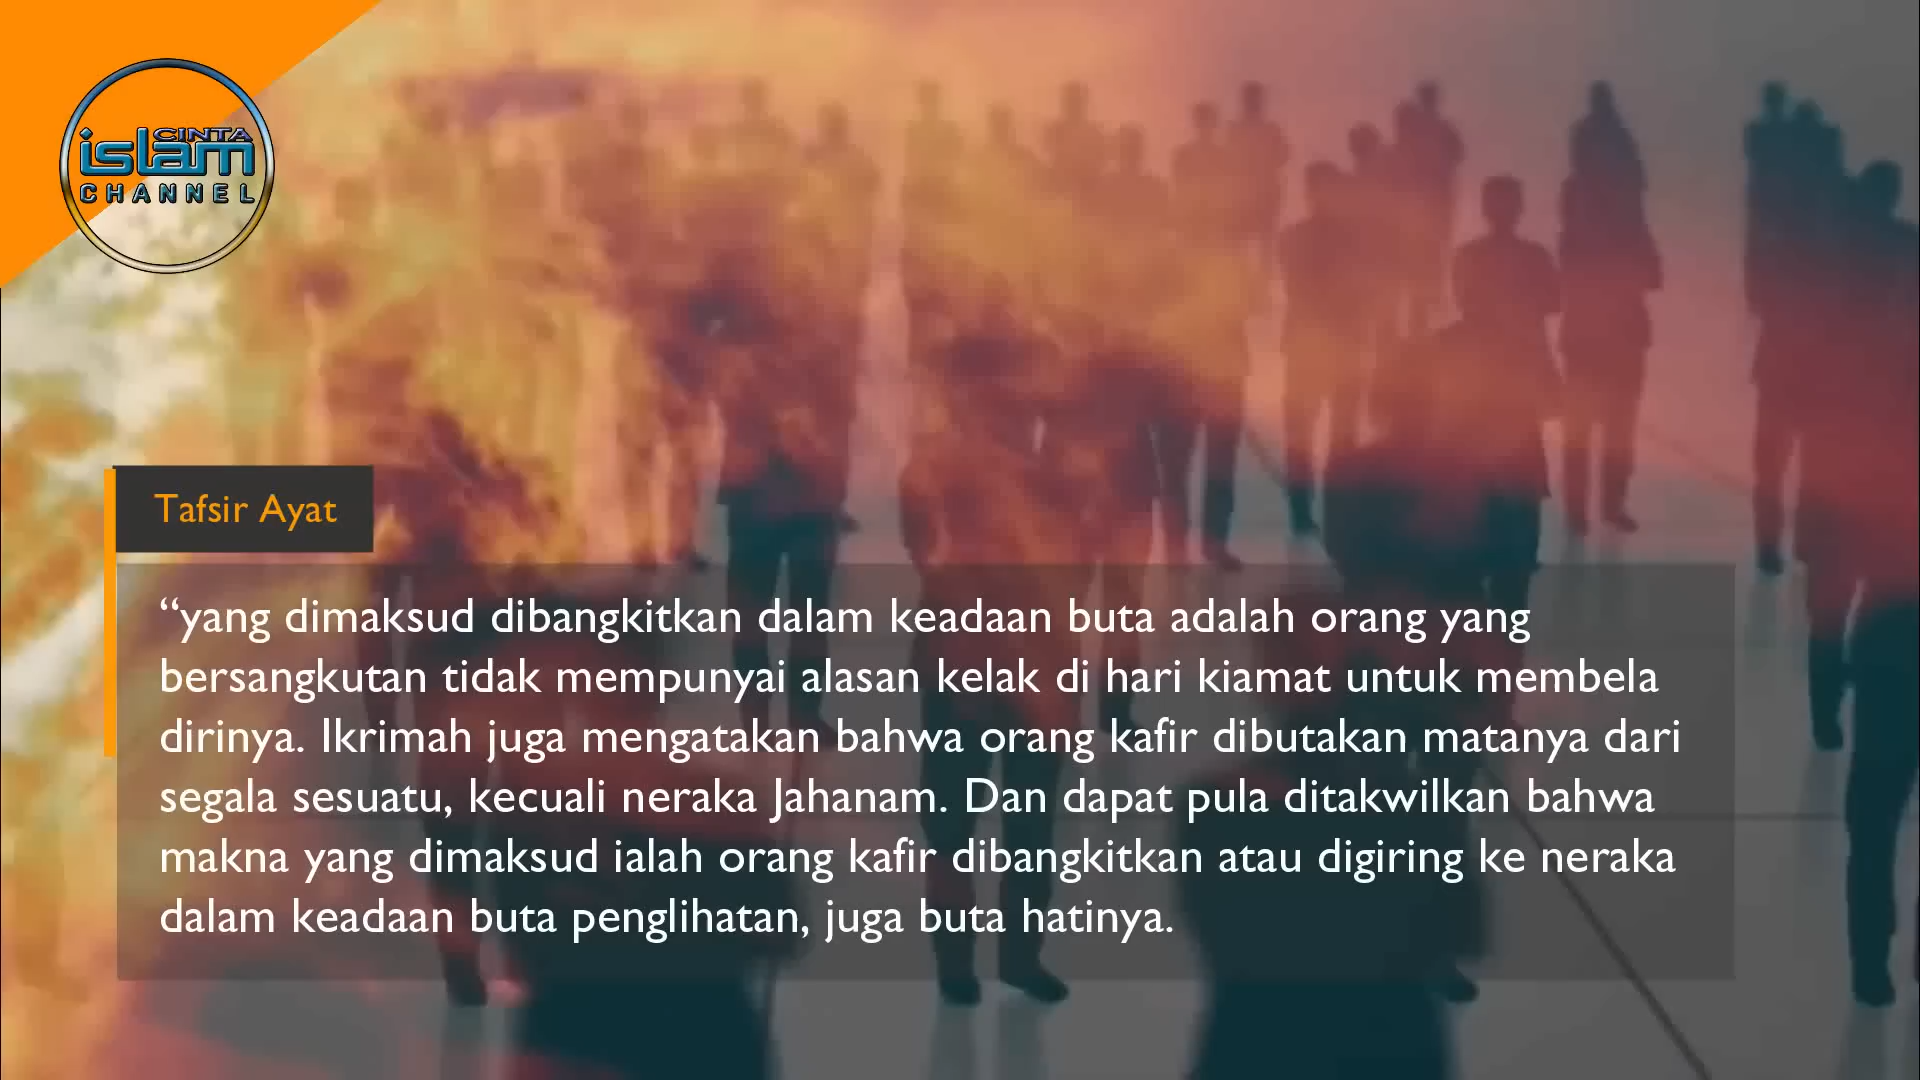 CINTA
islam
CHANNEL
Tafsir Ayat
“yang dimaksud dibangkitkan dalam keadaan buta adalah orang yang
bersangkutan tidak mempunyai alasan kelak di hari kiamat untuk membela
dirinya. Ikrimah juga mengatakan bahwa orang kafir dibutakan matanya dari
segala sesuatu, kecuali neraka Jahanam. Dan dapat pula ditakwilkan bahwa
makna yang dimaksud ialah orang kafir dibangkitkan atau digiring ke neraka
dalam keadaan buta penglihatan, juga buta hatinya.